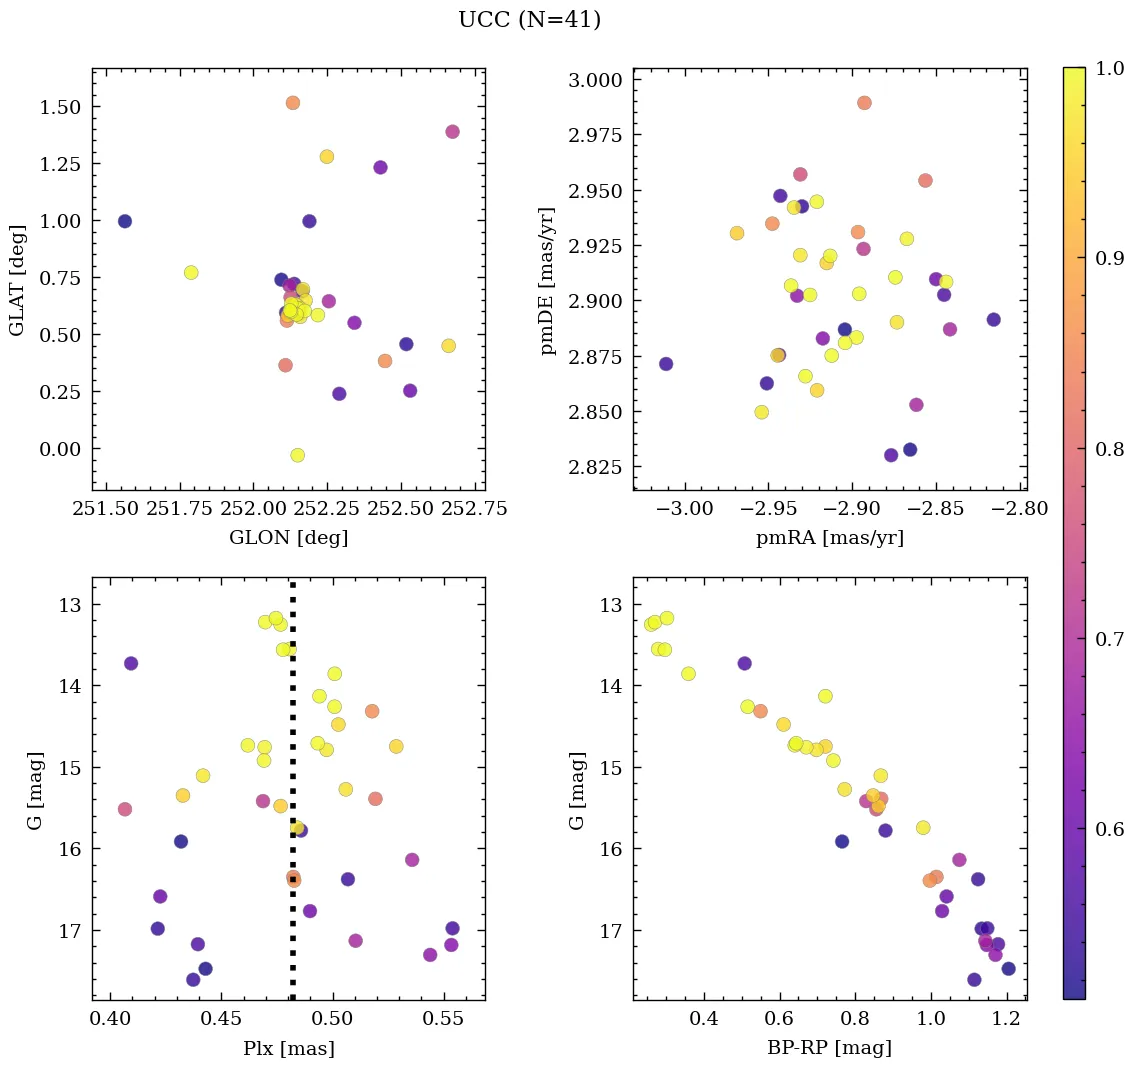 UCC (N=41)
1.50
1.25
1.00
0.75
0.50
0.25
0.00
GLAT [deg]
251.50 251.75 252.00 252.25 252.50 252.75
GLON [deg]
3.000
2.975
2.950
2.925
2.900
2.875
2.850
2.825
pmDE [mas/yr]
−3.00 −2.95 −2.90 −2.85 −2.80
pmRA [mas/yr]
13
14
15
16
17
G [mag]
0.40 0.45 0.50 0.55
Plx [mas]
13
14
15
16
17
G [mag]
0.4 0.6 0.8 1.0 1.2
BP-RP [mag]
1.0
0.9
0.8
0.7
0.6